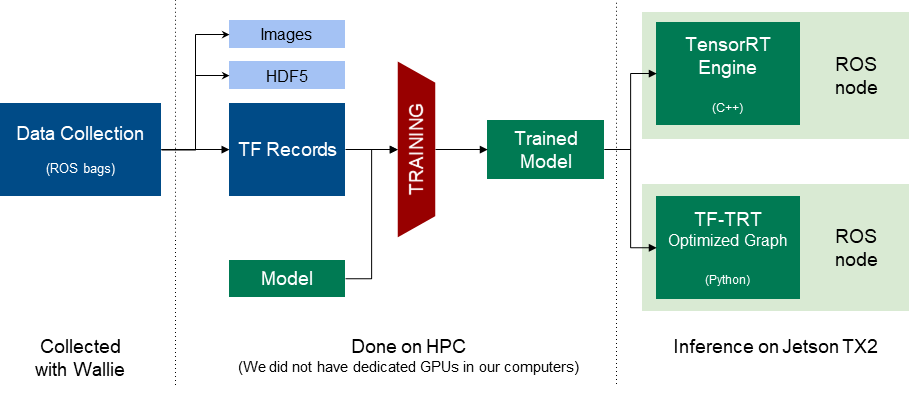 Images
HDF5
Data Collection
(ROS bags)
TF Records
Model
TRAINING
Trained
Model
TensorRT
Engine
(C++)
ROS
node
TF-TRT
Optimized Graph
(Python)
ROS
node
Collected
with Wallie
Done on HPC
(We did not have dedicated GPUs in our computers)
Inference on Jetson TX2